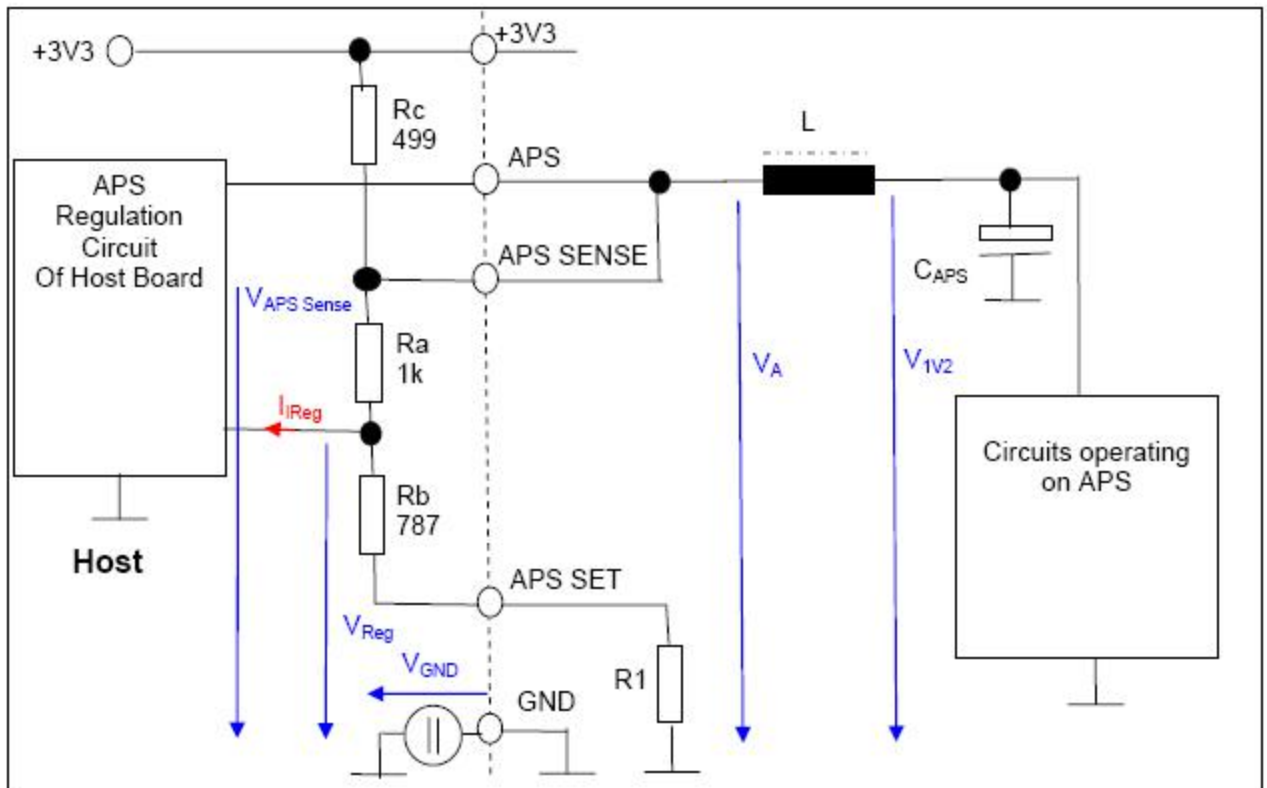 +3V3
+3V3
Rc
499
L
APS
APS
Regulation
Circuit
Of Host Board
APS SENSE
CAPS
VAPS Sense
Ra
1k
VA
V1V2
IIReg
Circuits operating
on APS
Rb
787
Host
APS SET
VReg
VGND
R1
GND